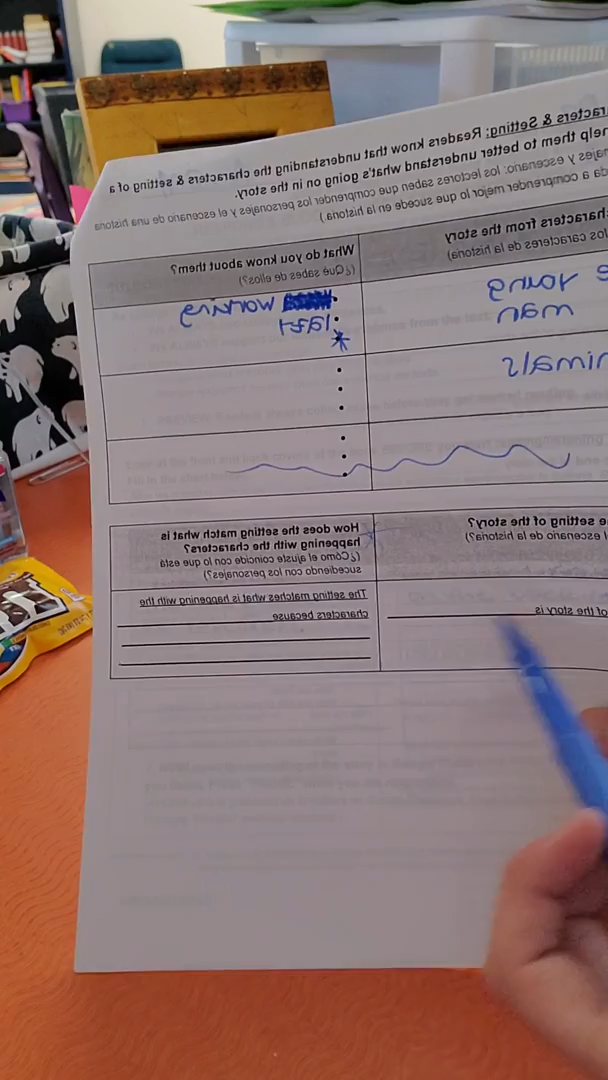 aracters & Setting: Readers know that understanding the characters & setting of a
help them to better understand what's going on in the story.
najes y escenario: los lectores saben que comprender los personajes y el escenario de una historia
da a comprender mejor lo que sucede en la historia.)
haracters from the story
los caracteres de la historia)
What do you know about them?
(¿Qué sabes de ellos?)
e young
man
• working
• last
*
nimals
e setting of the story?
l escenario de la historia?)
How does the setting match what is
happening with the characters?
(¿Cómo el ajuste coincide con lo que está
sucediendo con los personajes?)
of the story is
The setting matches what is happening with the
characters because